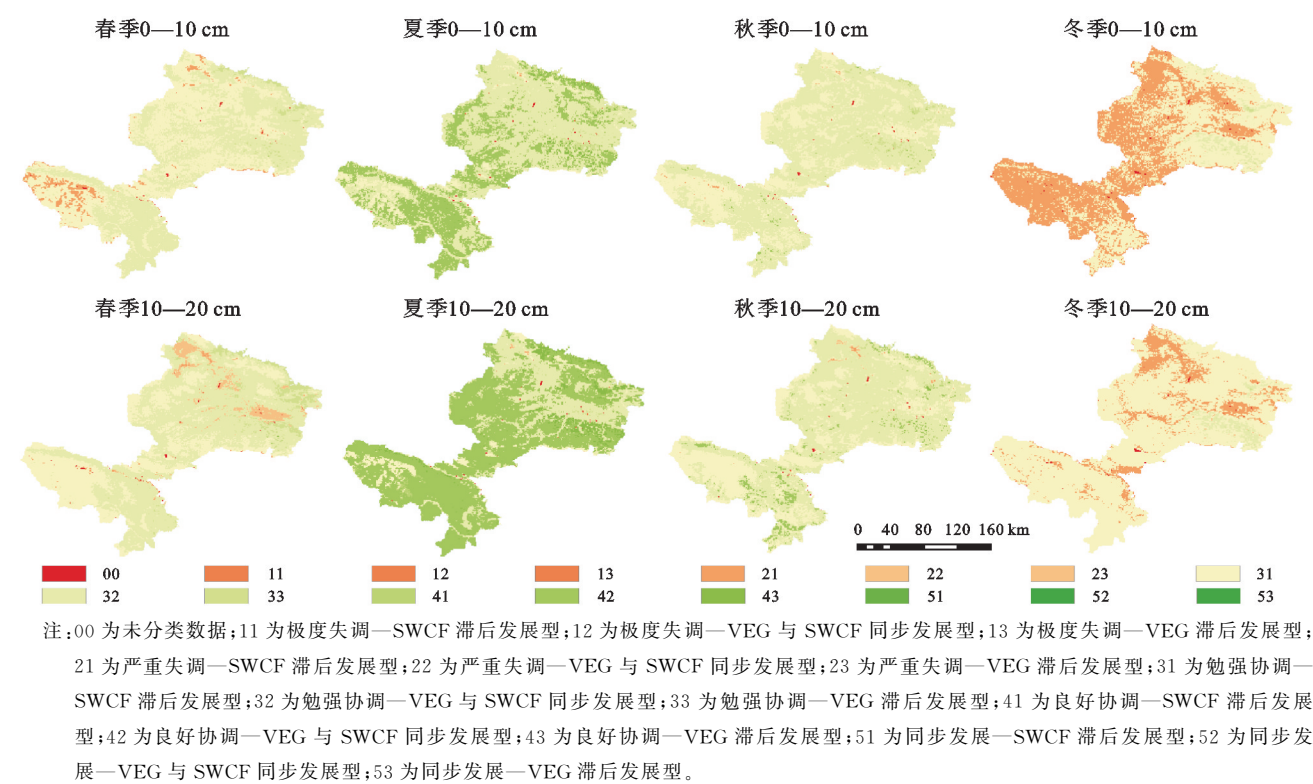 春季0—10 cm 夏季0—10 cm 秋季0—10 cm 冬季0—10 cm
春季10—20 cm 夏季10—20 cm 秋季10—20 cm 冬季10—20 cm
0 40 80 120 160 km
00 11 12 13 21 22 23 31
32 33 41 42 43 51 52 53
注:00 为未分类数据;11 为极度失调—SWCF 滞后发展型;12 为极度失调—VEG 与 SWCF 同步发展型;13 为极度失调—VEG 滞后发展型;
21 为严重失调—SWCF 滞后发展型;22 为严重失调—VEG 与 SWCF 同步发展型;23 为严重失调—VEG 滞后发展型;31 为勉强协调—
SWCF 滞后发展型;32 为勉强协调—VEG 与 SWCF 同步发展型;33 为勉强协调—VEG 滞后发展型;41 为良好协调—SWCF 滞后发展
型;42 为良好协调—VEG 与 SWCF 同步发展型;43 为良好协调—VEG 滞后发展型;51 为同步发展—SWCF 滞后发展型;52 为同步发
展—VEG 与 SWCF 同步发展型;53 为同步发展—VEG 滞后发展型。